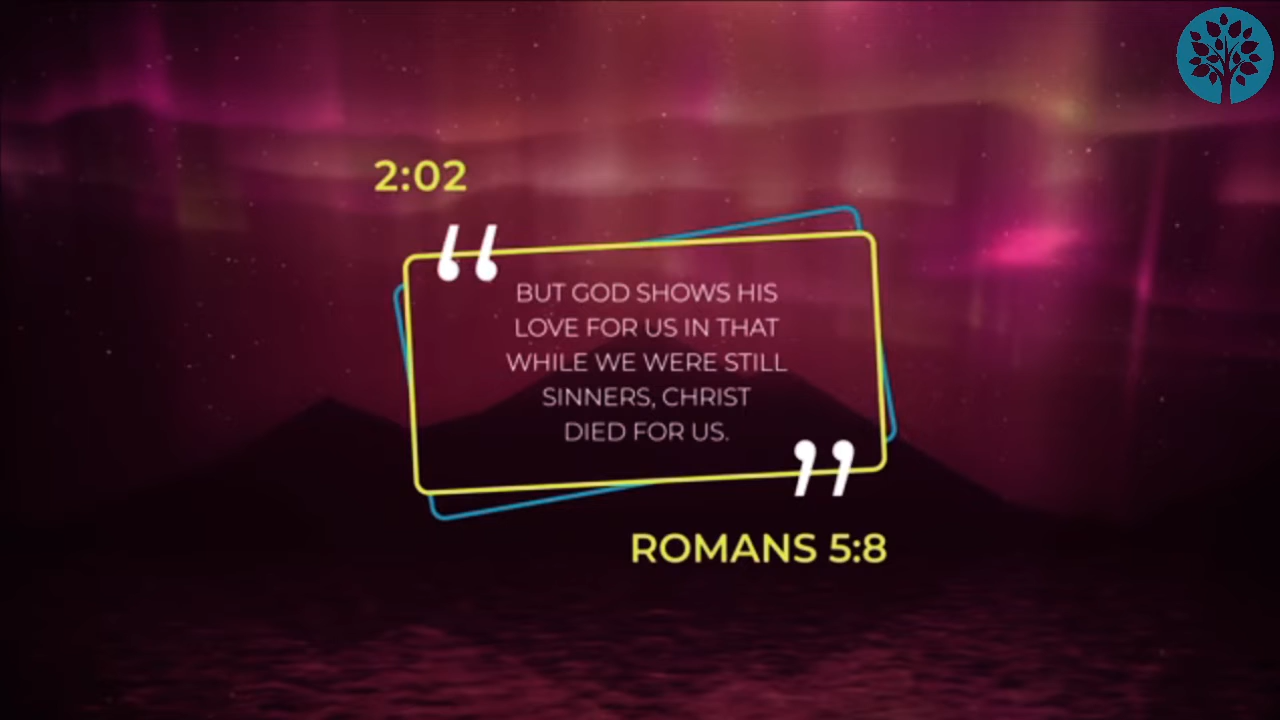 2:02
“
BUT GOD SHOWS HIS
LOVE FOR US IN THAT
WHILE WE WERE STILL
SINNERS, CHRIST
DIED FOR US.
”
ROMANS 5:8